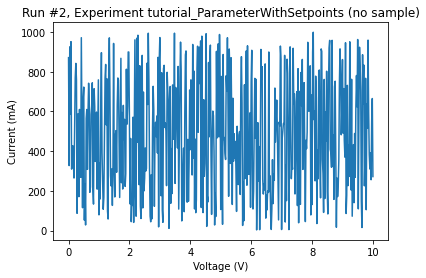 Run #2, Experiment tutorial_ParameterWithSetpoints (no sample)
1000
800
600
400
200
0
Current (mA)
0 2 4 6 8 10
Voltage (V)